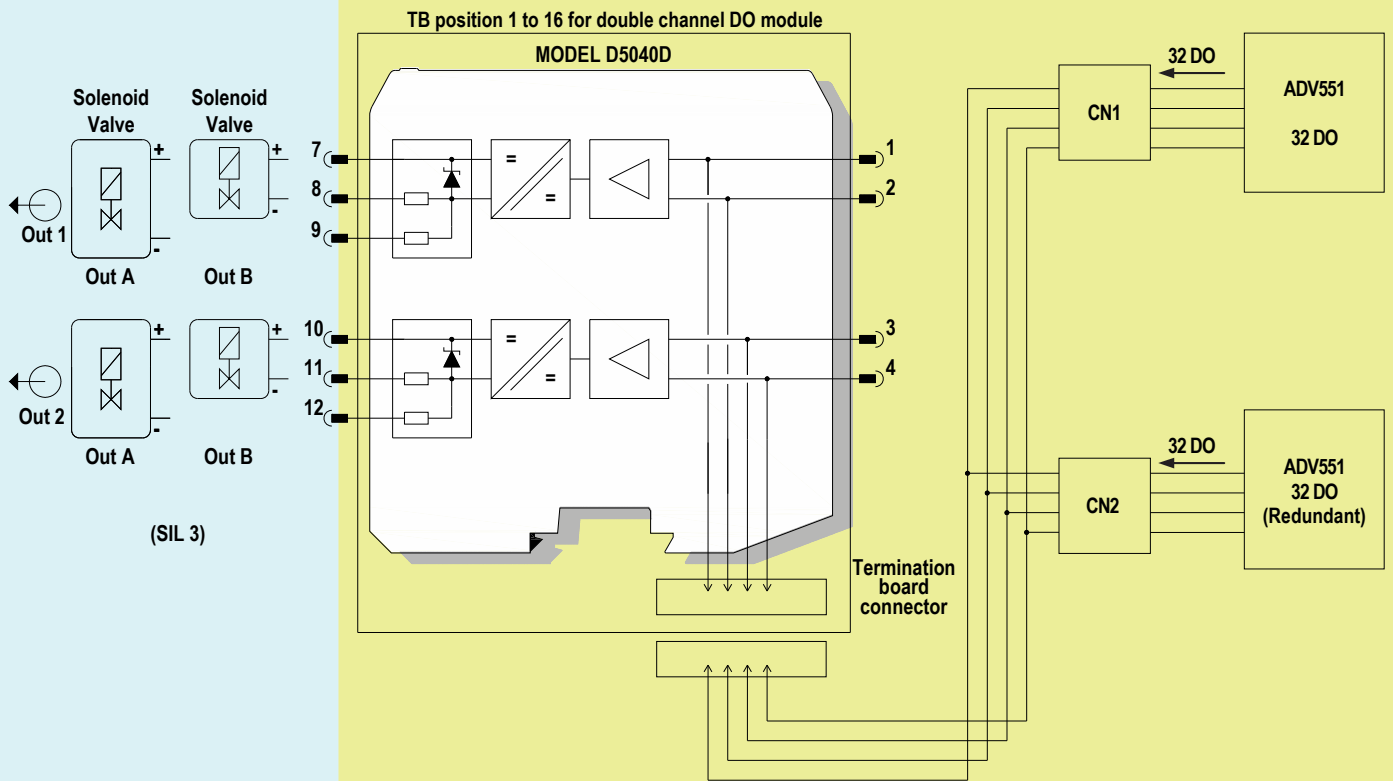 TB position 1 to 16 for double channel DO module
MODEL D5040D
Solenoid
Valve
+
-
Out 1
Out A
Solenoid
Valve
+
-
Out B
7
8
9
=
=
1
2
+
-
Out 2
Out A
+
-
Out B
10
11
12
=
=
3
4
(SIL 3)
Termination
board
connector
CN1
32 DO
ADV551
32 DO
CN2
32 DO
ADV551
32 DO
(Redundant)